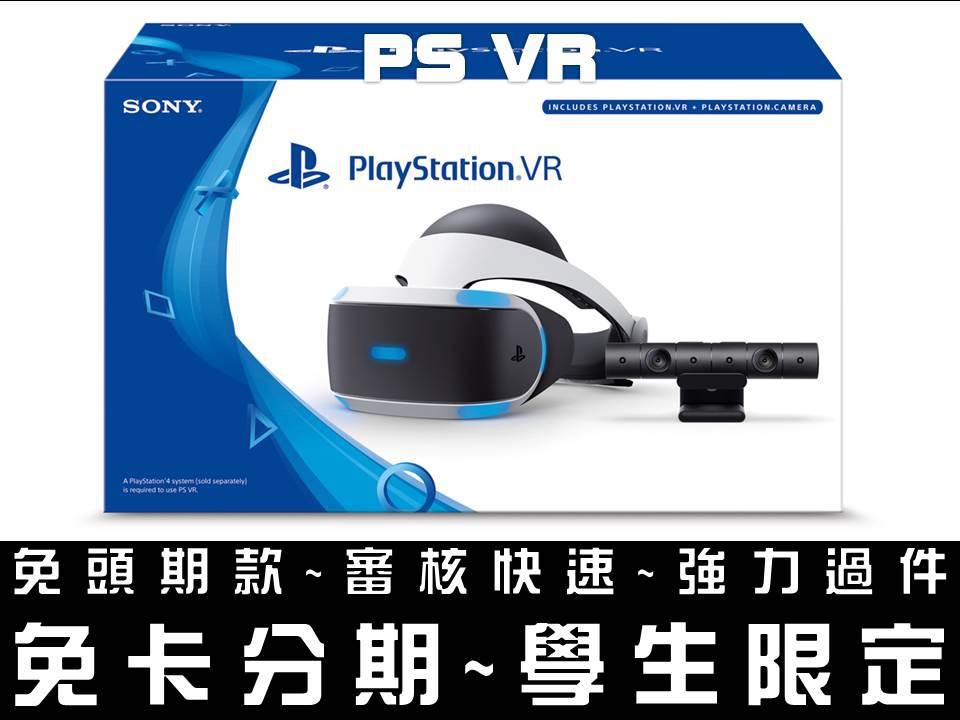 SONY
PS VR
SONY
INCLUDES PLAYSTATION.VR + PLAYSTATION.CAMERA
PlayStation.VR
A PlayStation®4 system (sold separately)
is required to use PS VR.
免頭期款~審核快速~強力過件
免卡分期~學生限定